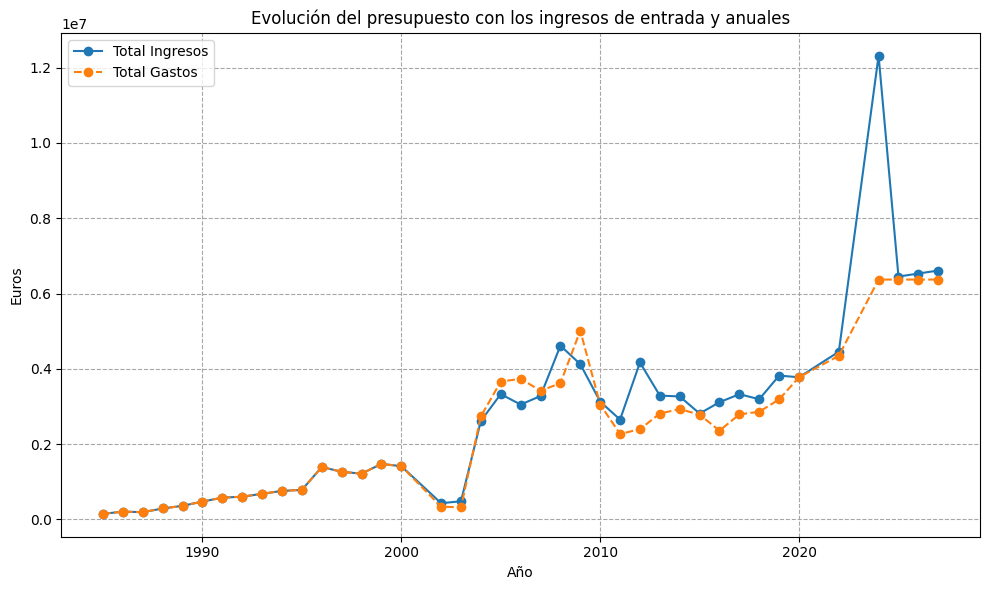 Evolución del presupuesto con los ingresos de entrada y anuales
1e7
Total Ingresos
Total Gastos
1.2
1.0
0.8
0.6
0.4
0.2
0.0
Euros
1990 2000 2010 2020
Año